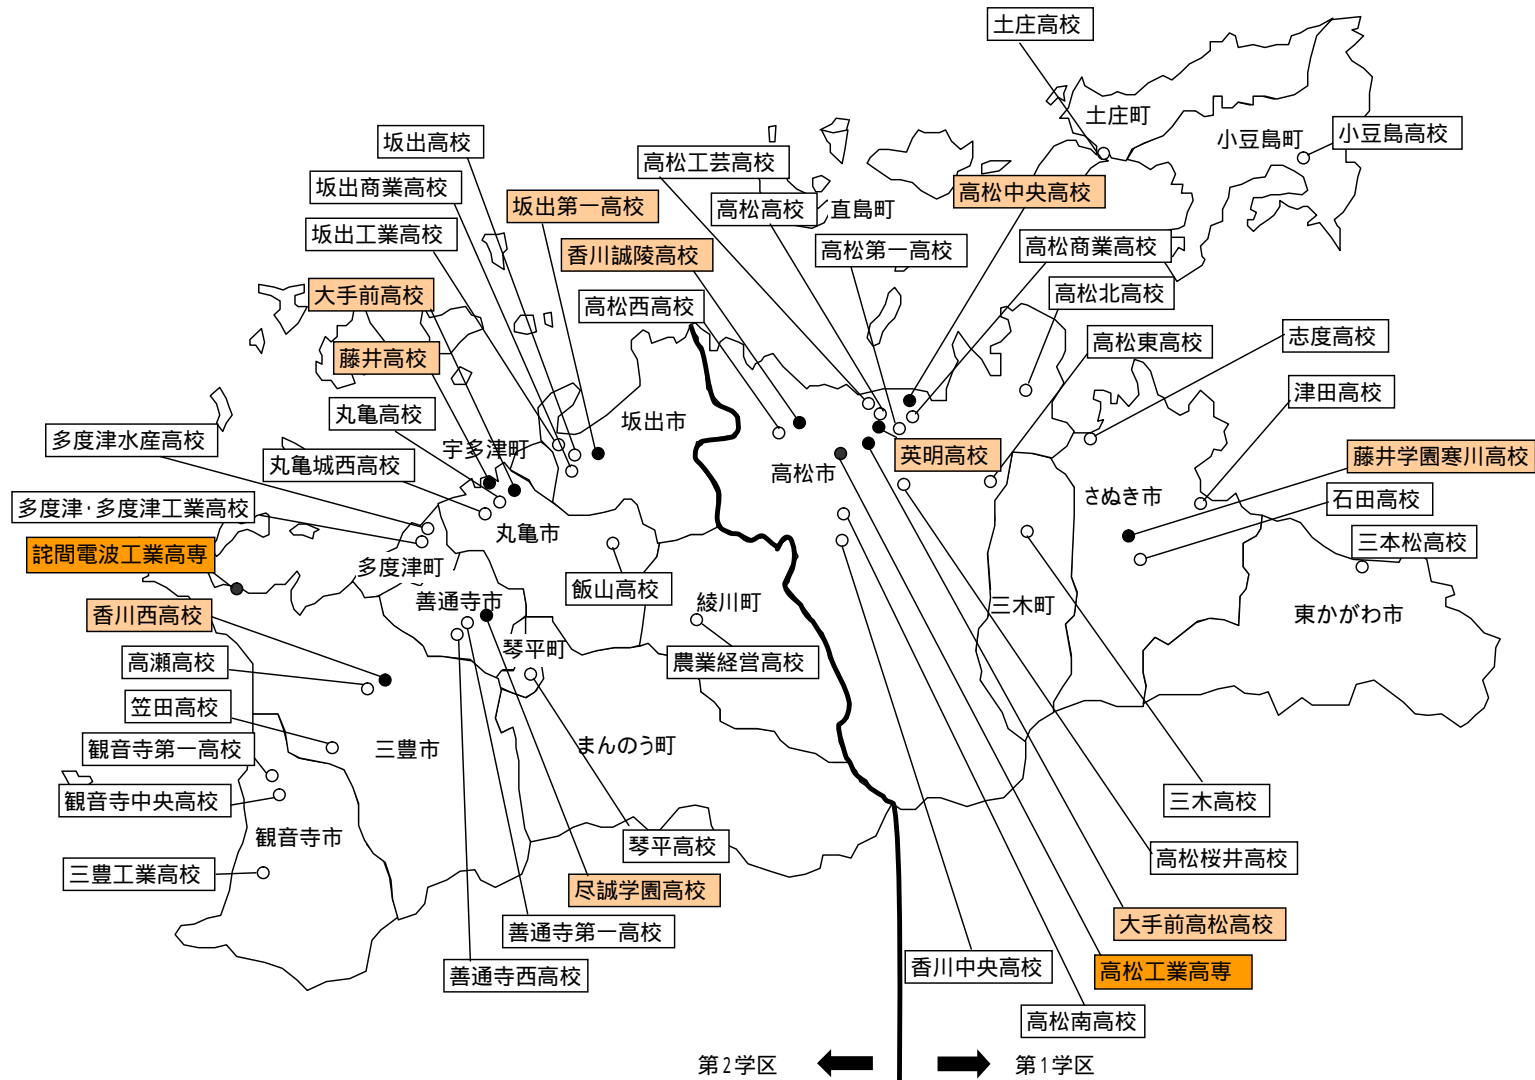 土庄高校
土庄町
小豆島町
小豆島高校
坂出高校
高松工芸高校
坂出商業高校
坂出第一高校
高松高校
直島町
高松中央高校
坂出工業高校
香川誠陵高校
高松第一高校
高松商業高校
大手前高校
高松西高校
高松北高校
藤井高校
高松東高校
志度高校
丸亀高校
坂出市
津田高校
多度津水産高校
宇多津町
丸亀城西高校
高松市
英明高校
藤井学園寒川高校
さぬき市
石田高校
多度津・多度津工業高校
丸亀市
三本松高校
詫間電波工業高専
多度津町
飯山高校
善通寺市
綾川町
三木町
東かがわ市
香川西高校
琴平町
高瀬高校
農業経営高校
笠田高校
観音寺第一高校
三豊市
まんのう町
観音寺中央高校
三木高校
観音寺市
琴平高校
高松桜井高校
三豊工業高校
尽誠学園高校
大手前高松高校
善通寺第一高校
善通寺西高校
香川中央高校
高松工業高専
高松南高校
第2学区
第1学区